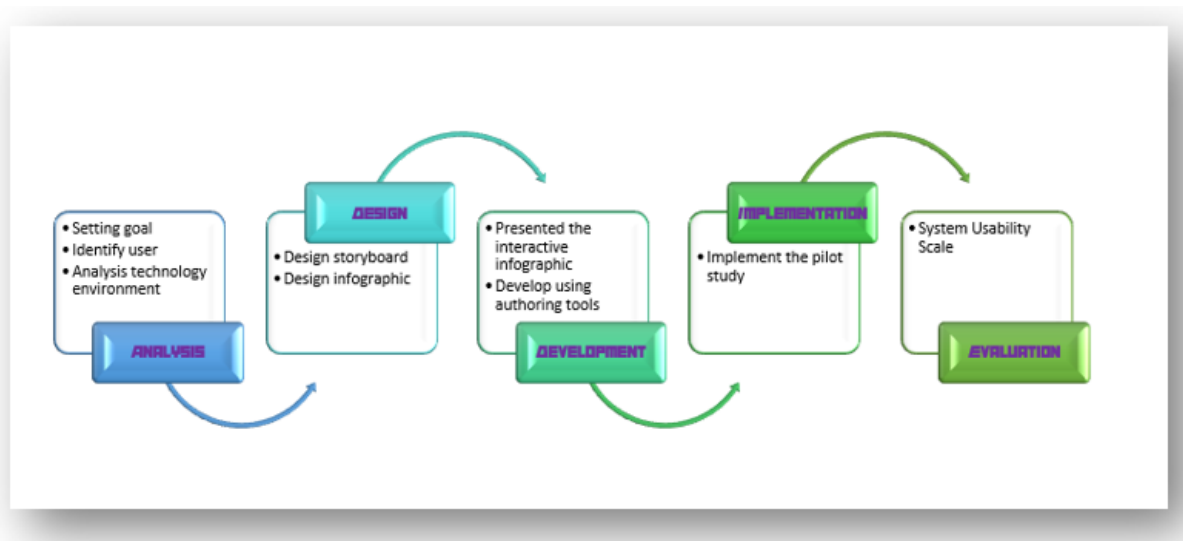 • Setting goal
• Identify user
• Analysis technology
environment
ANALYSIS
DESIGN
• Design storyboard
• Design infographic
• Presented the
interactive
infographic
• Develop using
authoring tools
DEVELOPMENT
IMPLEMENTATION
• Implement the pilot
study
• System Usability
Scale
EVALUATION